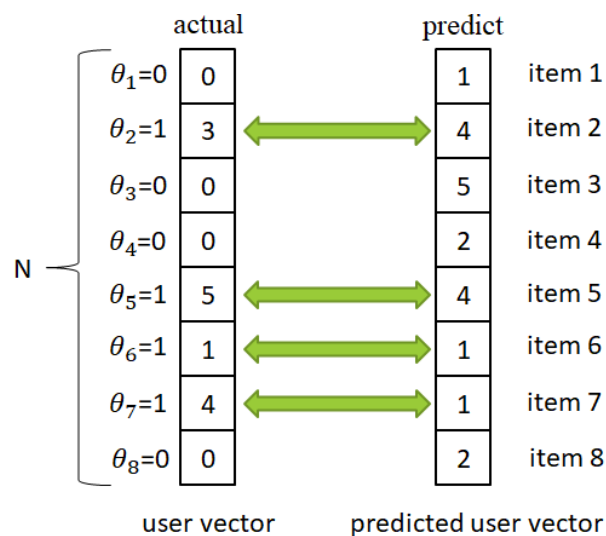 actual predict
θ₁=0 0 1 item 1
θ₂=1 3 4 item 2
θ₃=0 0 5 item 3
θ₄=0 0 2 item 4
N
θ₅=1 5 4 item 5
θ₆=1 1 1 item 6
θ₇=1 4 1 item 7
θ₈=0 0 2 item 8
user vector predicted user vector